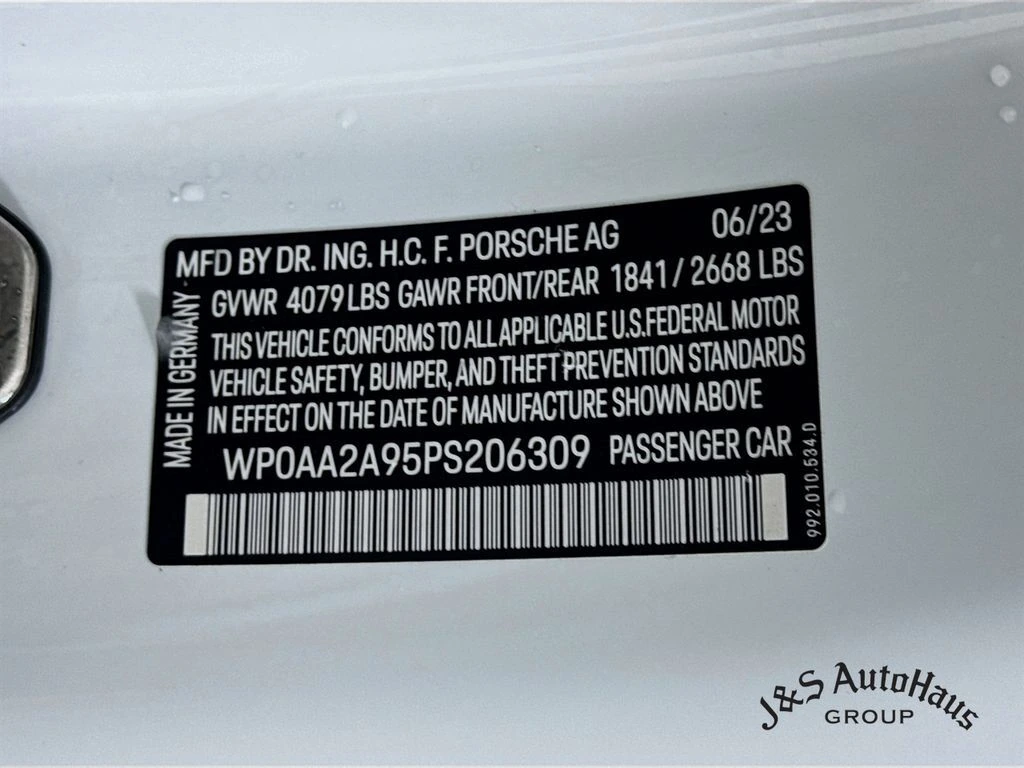 MFD BY DR. ING. H.C. F. PORSCHE AG 06/23
GVWR 4079 LBS GAWR FRONT/REAR 1841 / 2668 LBS
THIS VEHICLE CONFORMS TO ALL APPLICABLE U.S.FEDERAL MOTOR
VEHICLE SAFETY, BUMPER, AND THEFT PREVENTION STANDARDS
IN EFFECT ON THE DATE OF MANUFACTURE SHOWN ABOVE
WP0AA2A95PS206309 PASSENGER CAR
MADE IN GERMANY
992.010.534.D
J&S AutoHaus
GROUP